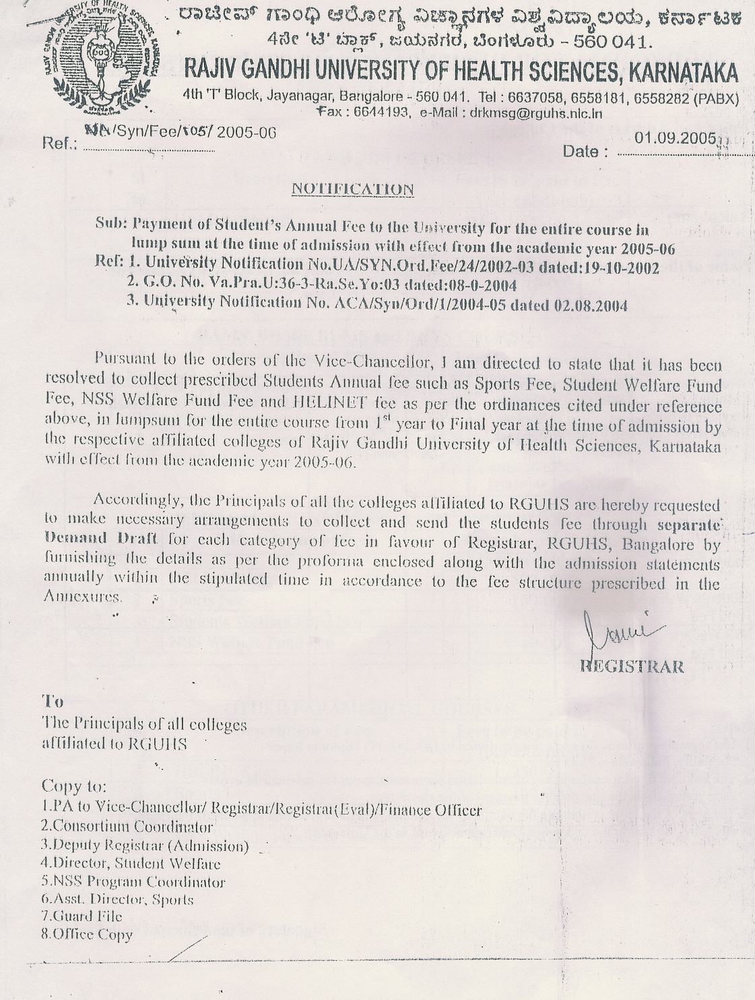 ರಾಜೀವ್ ಗಾಂಧಿ ಆರೋಗ್ಯ ವಿಜ್ಞಾನಗಳ ವಿಶ್ವವಿದ್ಯಾಲಯ, ಕರ್ನಾಟಕ
4ನೇ 'ಟಿ' ಬ್ಲಾಕ್, ಜಯನಗರ, ಬೆಂಗಳೂರು - 560 041.
RAJIV GANDHI UNIVERSITY OF HEALTH SCIENCES, KARNATAKA
4th 'T' Block, Jayanagar, Bangalore - 560 041. Tel : 6637058, 6558181, 6558282 (PABX)
Fax : 6644193, e-Mail : drkmsg@rguhs.nic.in
Ref.: /Syn/Fee/105/ 2005-06
Date : 01.09.2005
NOTIFICATION
Sub: Payment of Student's Annual Fee to the University for the entire course in
lump sum at the time of admission with effect from the academic year 2005-06
Ref: 1. University Notification No.UA/SYN.Ord.Fee/24/2002-03 dated:19-10-2002
2. G.O. No. Va.Pra.U:36-3-Ra.Se.Yo:03 dated:08-0-2004
3. University Notification No. ACA/Syn/Ord/1/2004-05 dated 02.08.2004
Pursuant to the orders of the Vice-Chancellor, I am directed to state that it has been
resolved to collect prescribed Students Annual fee such as Sports Fee, Student Welfare Fund
Fee, NSS Welfare Fund Fee and HELINET fee as per the ordinances cited under reference
above, in lumpsum for the entire course from 1st year to Final year at the time of admission by
the respective affiliated colleges of Rajiv Gandhi University of Health Sciences, Karnataka
with effect from the academic year 2005-06.
Accordingly, the Principals of all the colleges affiliated to RGUHS are hereby requested
to make necessary arrangements to collect and send the students fee through separate
Demand Draft for each category of fee in favour of Registrar, RGUHS, Bangalore by
furnishing the details as per the proforma enclosed along with the admission statements
annually within the stipulated time in accordance to the fee structure prescribed in the
Annexures.
REGISTRAR
To
The Principals of all colleges
affiliated to RGUHS
Copy to:
1.PA to Vice-Chancellor/ Registrar/Registrar(Eval)/Finance Officer
2.Consortium Coordinator
3.Deputy Registrar (Admission)
4.Director, Student Welfare
5.NSS Program Coordinator
6.Asst. Director, Sports
7.Guard File
8.Office Copy